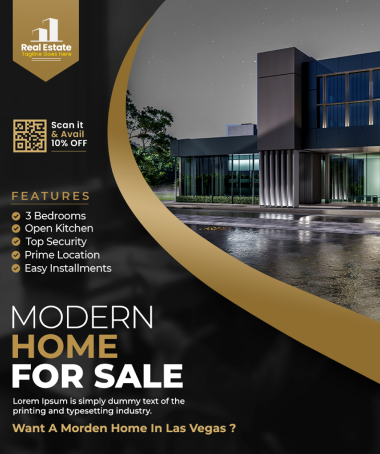 Real Estate
Tagline Goes Here
Scan it
& Avail
10% OFF
FEATURES
3 Bedrooms
Open Kitchen
Top Security
Prime Location
Easy Installments
MODERN
HOME
FOR SALE
Lorem Ipsum is simply dummy text of the
printing and typesetting industry.
Want A Morden Home In Las Vegas ?